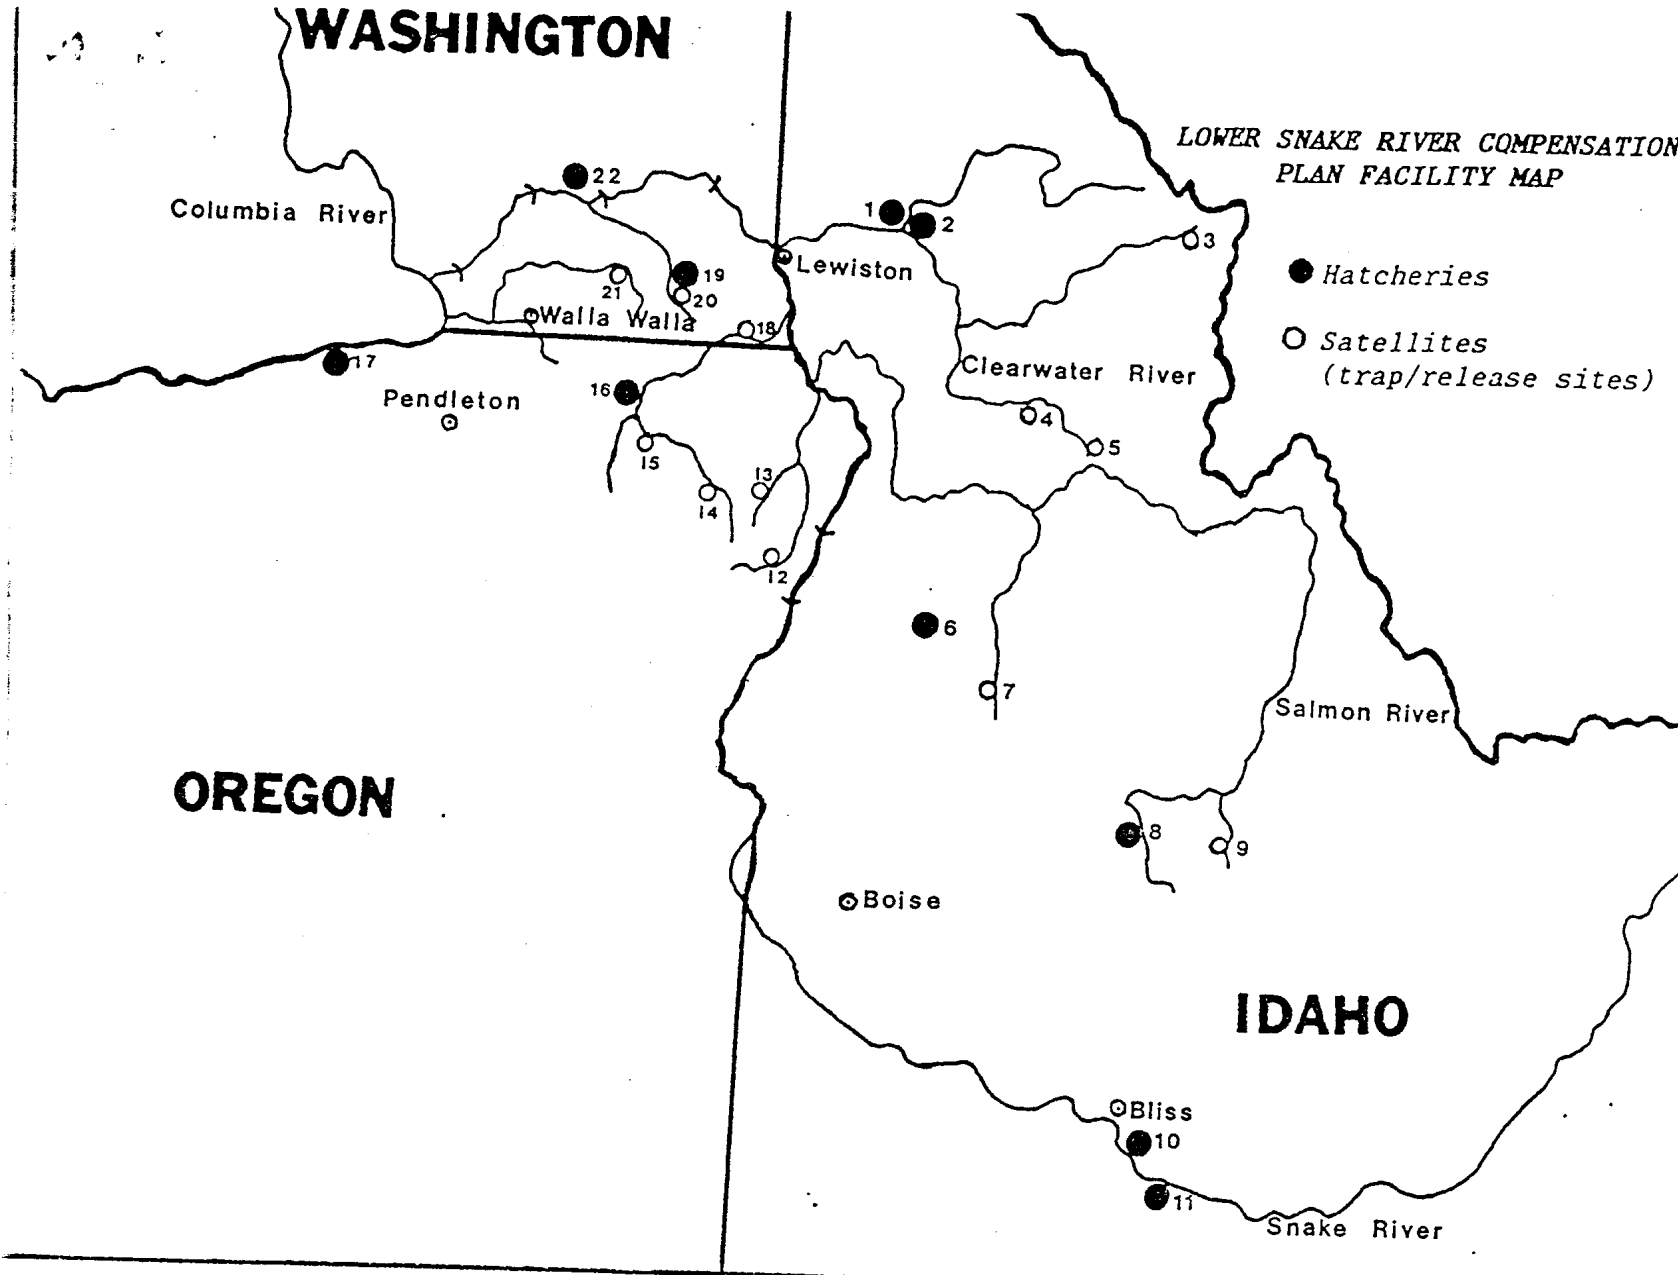 WASHINGTON
LOWER SNAKE RIVER COMPENSATION
PLAN FACILITY MAP
22
Columbia River
1
2
3
Lewiston
19
Hatcheries
21
20
Walla Walla
18
Satellites
(trap/release sites)
17
Clearwater River
16
Pendleton
4
5
15
13
14
12
6
7
Salmon River
OREGON
8
9
Boise
IDAHO
Bliss
10
11
Snake River